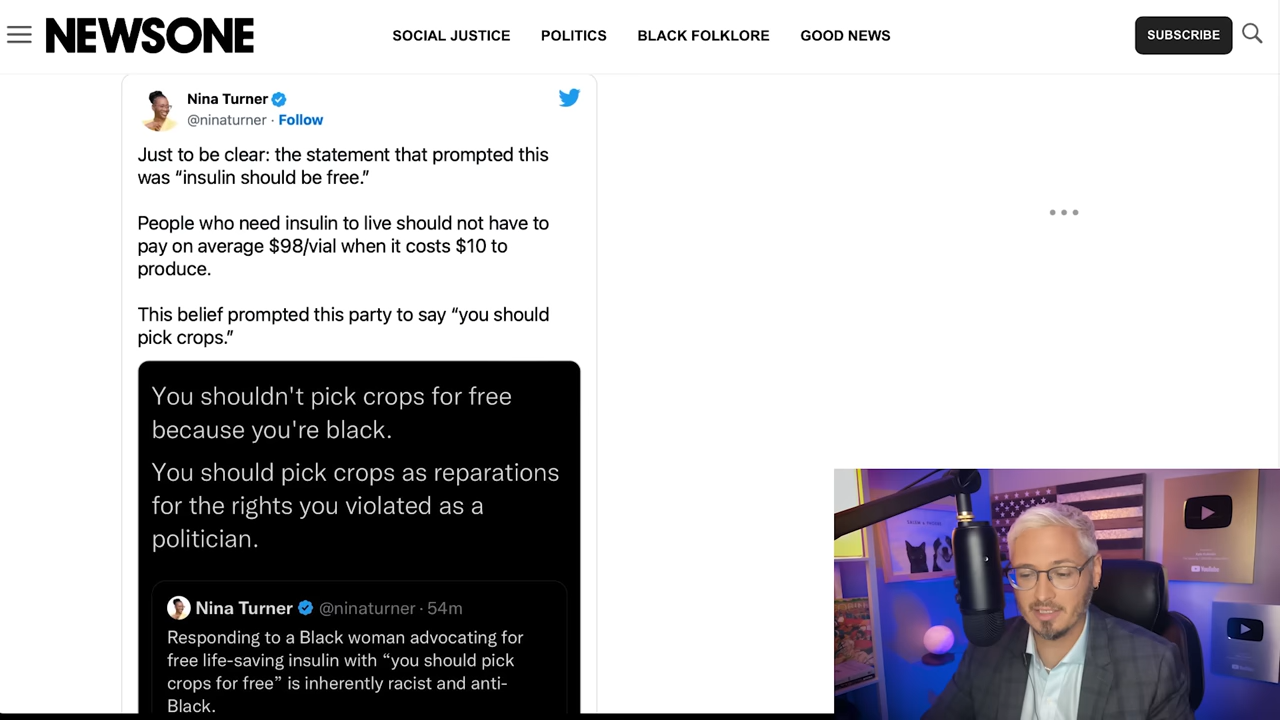 NEWSONE
SOCIAL JUSTICE
POLITICS
BLACK FOLKLORE
GOOD NEWS
SUBSCRIBE
Nina Turner
@ninaturner · Follow
Just to be clear: the statement that prompted this
was “insulin should be free.”
People who need insulin to live should not have to
pay on average $98/vial when it costs $10 to
produce.
This belief prompted this party to say “you should
pick crops.”
You shouldn't pick crops for free
because you're black.
You should pick crops as reparations
for the rights you violated as a
politician.
Nina Turner @ninaturner · 54m
Responding to a Black woman advocating for
free life-saving insulin with “you should pick
crops for free” is inherently racist and anti-
Black.
YouTube